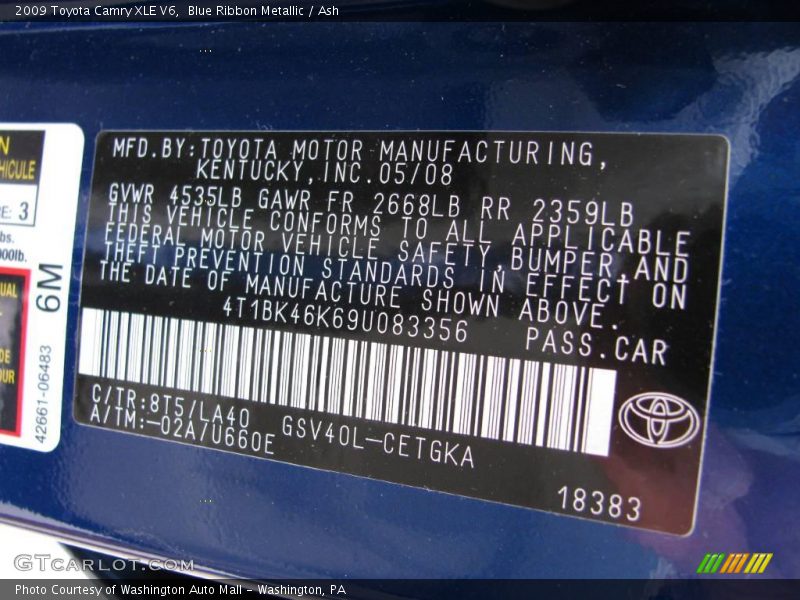 2009 Toyota Camry XLE V6, Blue Ribbon Metallic / Ash
MFD.BY:TOYOTA MOTOR MANUFACTURING,
KENTUCKY,INC.05/08
GVWR 4535LB GAWR FR 2668LB RR 2359LB
THIS VEHICLE CONFORMS TO ALL APPLICABLE
FEDERAL MOTOR VEHICLE SAFETY,BUMPER,AND
THEFT PREVENTION STANDARDS IN EFFECT ON
THE DATE OF MANUFACTURE SHOWN ABOVE.
4T1BK46K69U083356 PASS.CAR
C/TR:8T5/LA40
A/TM:-02A/U660E
GSV40L-CETGKA
18383
6M
42661-06483
GTCARLOT.COM
Photo Courtesy of Washington Auto Mall - Washington, PA